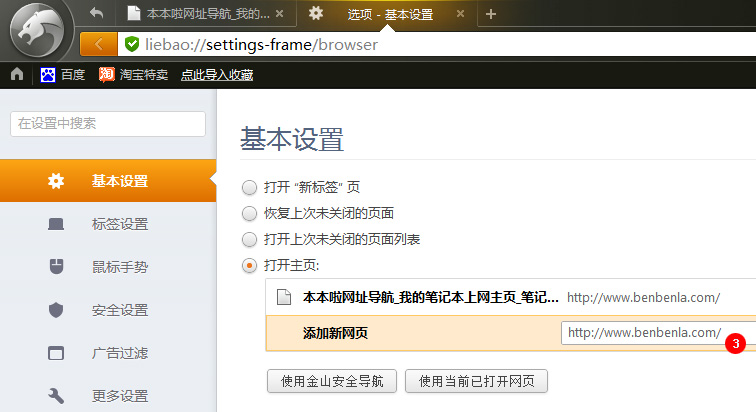 本本啦网址导航_我的...
选项 - 基本设置
liebao://settings-frame/browser
百度
淘 淘宝特卖
点此导入收藏
在设置中搜索
基本设置
标签设置
鼠标手势
安全设置
广告过滤
更多设置
基本设置
打开 “新标签” 页
恢复上次未关闭的页面
打开上次未关闭的页面列表
打开主页:
本本啦网址导航_我的笔记本上网主页_笔记... http://www.benbenla.com/
添加新网页 http://www.benbenla.com/
3
使用金山安全导航 使用当前已打开网页